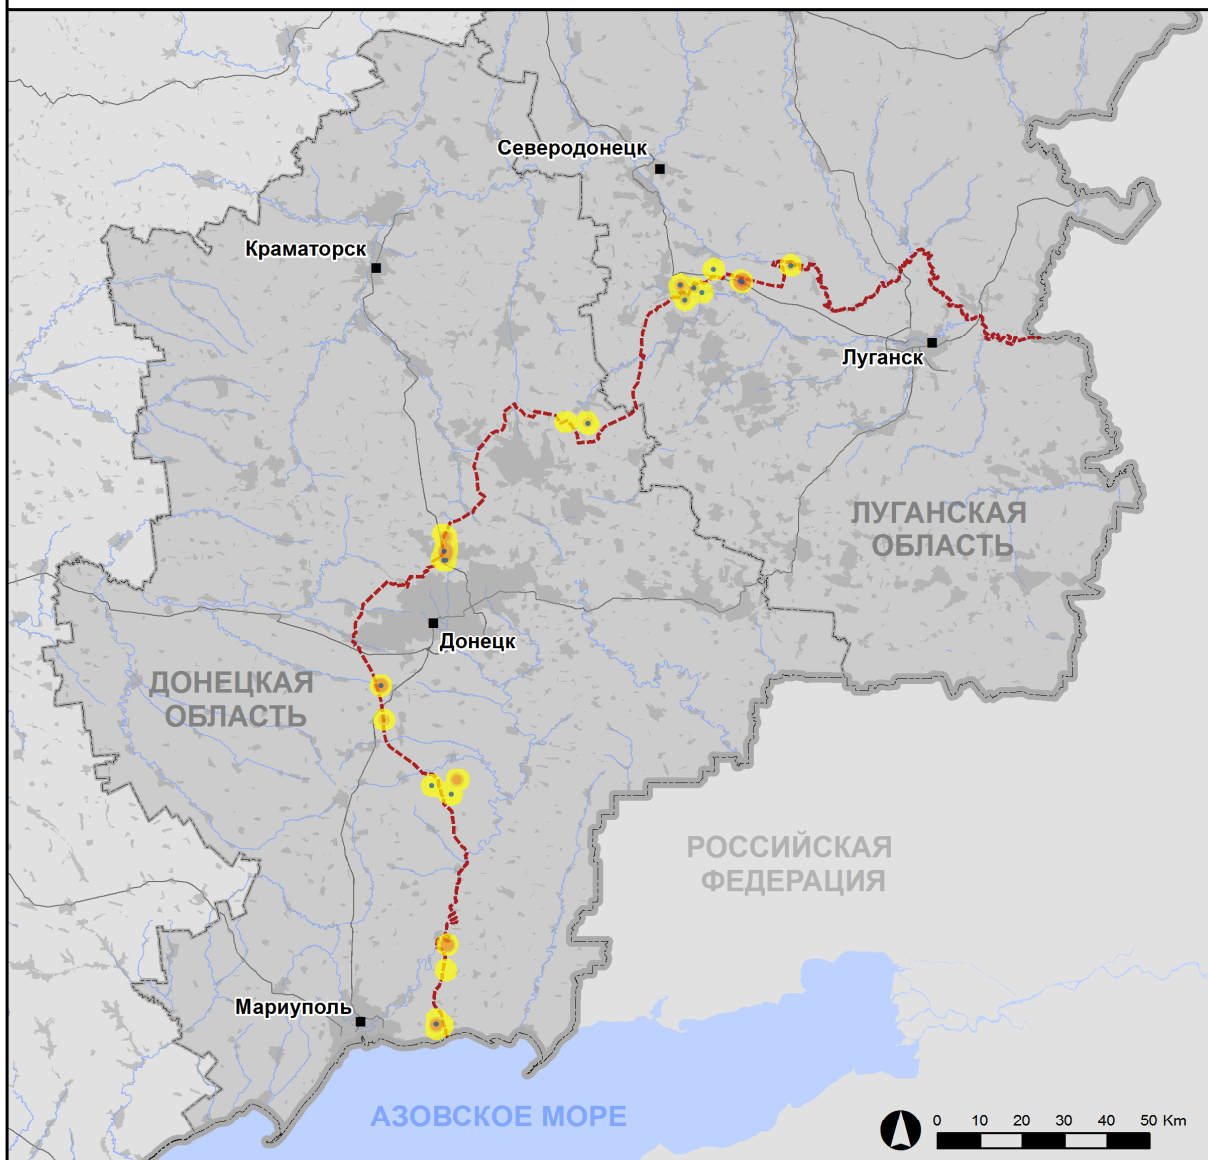 Северодонецк
Краматорск
Луганск
ЛУГАНСКАЯ
ОБЛАСТЬ
Донецк
ДОНЕЦКАЯ
ОБЛАСТЬ
РОССИЙСКАЯ
ФЕДЕРАЦИЯ
Мариуполь
АЗОВСКОЕ МОРЕ
0 10 20 30 40 50 Km